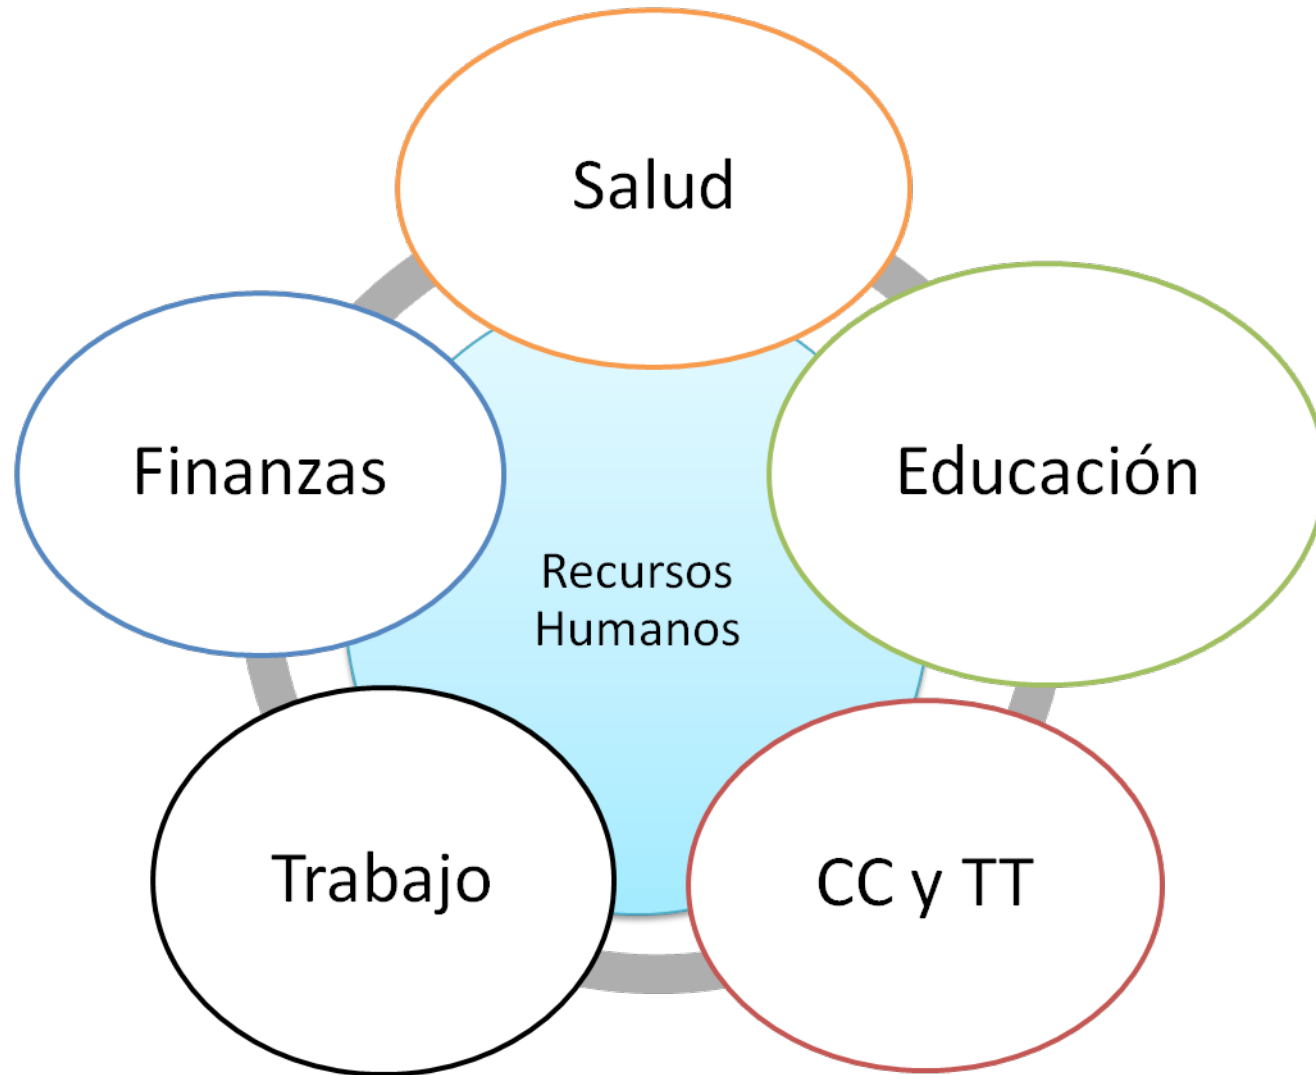 Salud
Finanzas
Educación
Recursos
Humanos
Trabajo
CC y TT